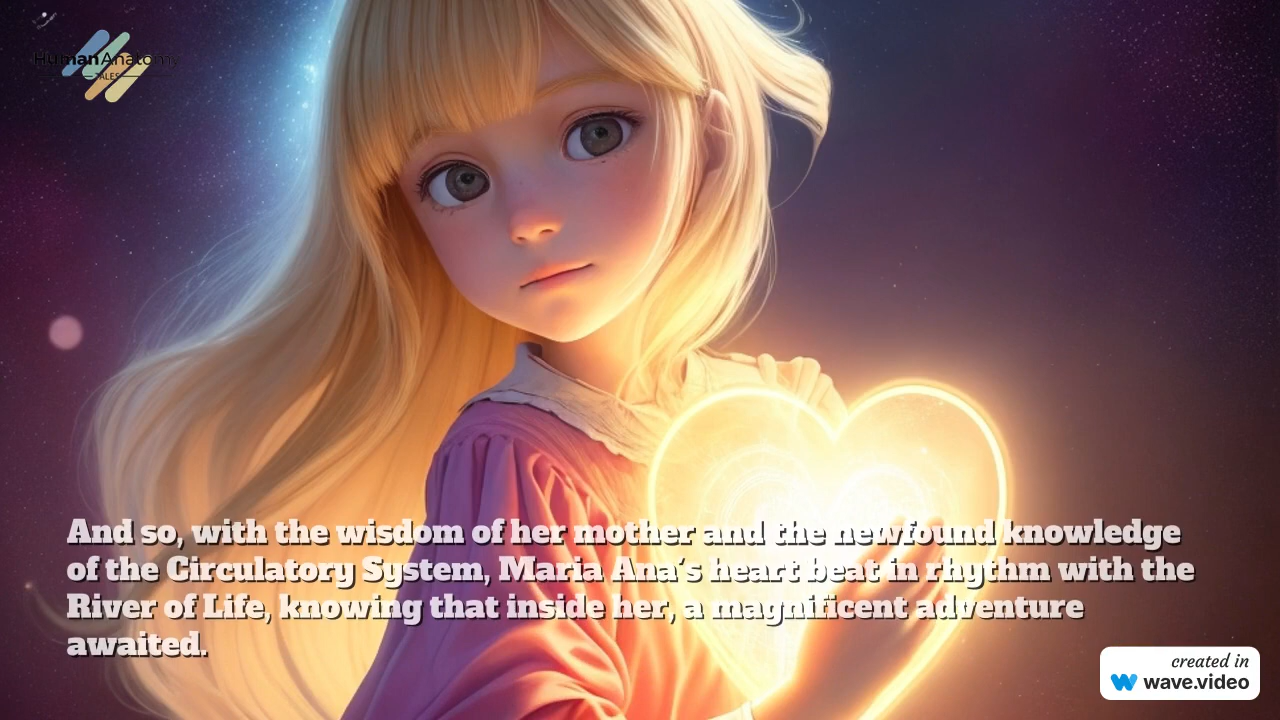 HumanAnatomy
TALES
And so, with the wisdom of her mother and the newfound knowledge
of the Circulatory System, Maria Ana's heart beat in rhythm with the
River of Life, knowing that inside her, a magnificent adventure
awaited.
created in
wave.video